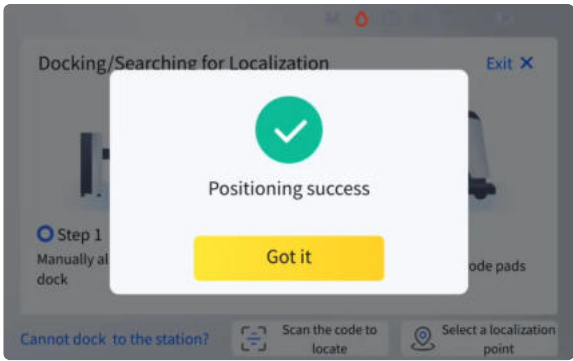 Docking/Searching for Localization
Exit ×
Positioning success
Step 1
Got it
Manually al
ode pads
dock
Cannot dock to the station?
Scan the code to
locate
Select a localization
point